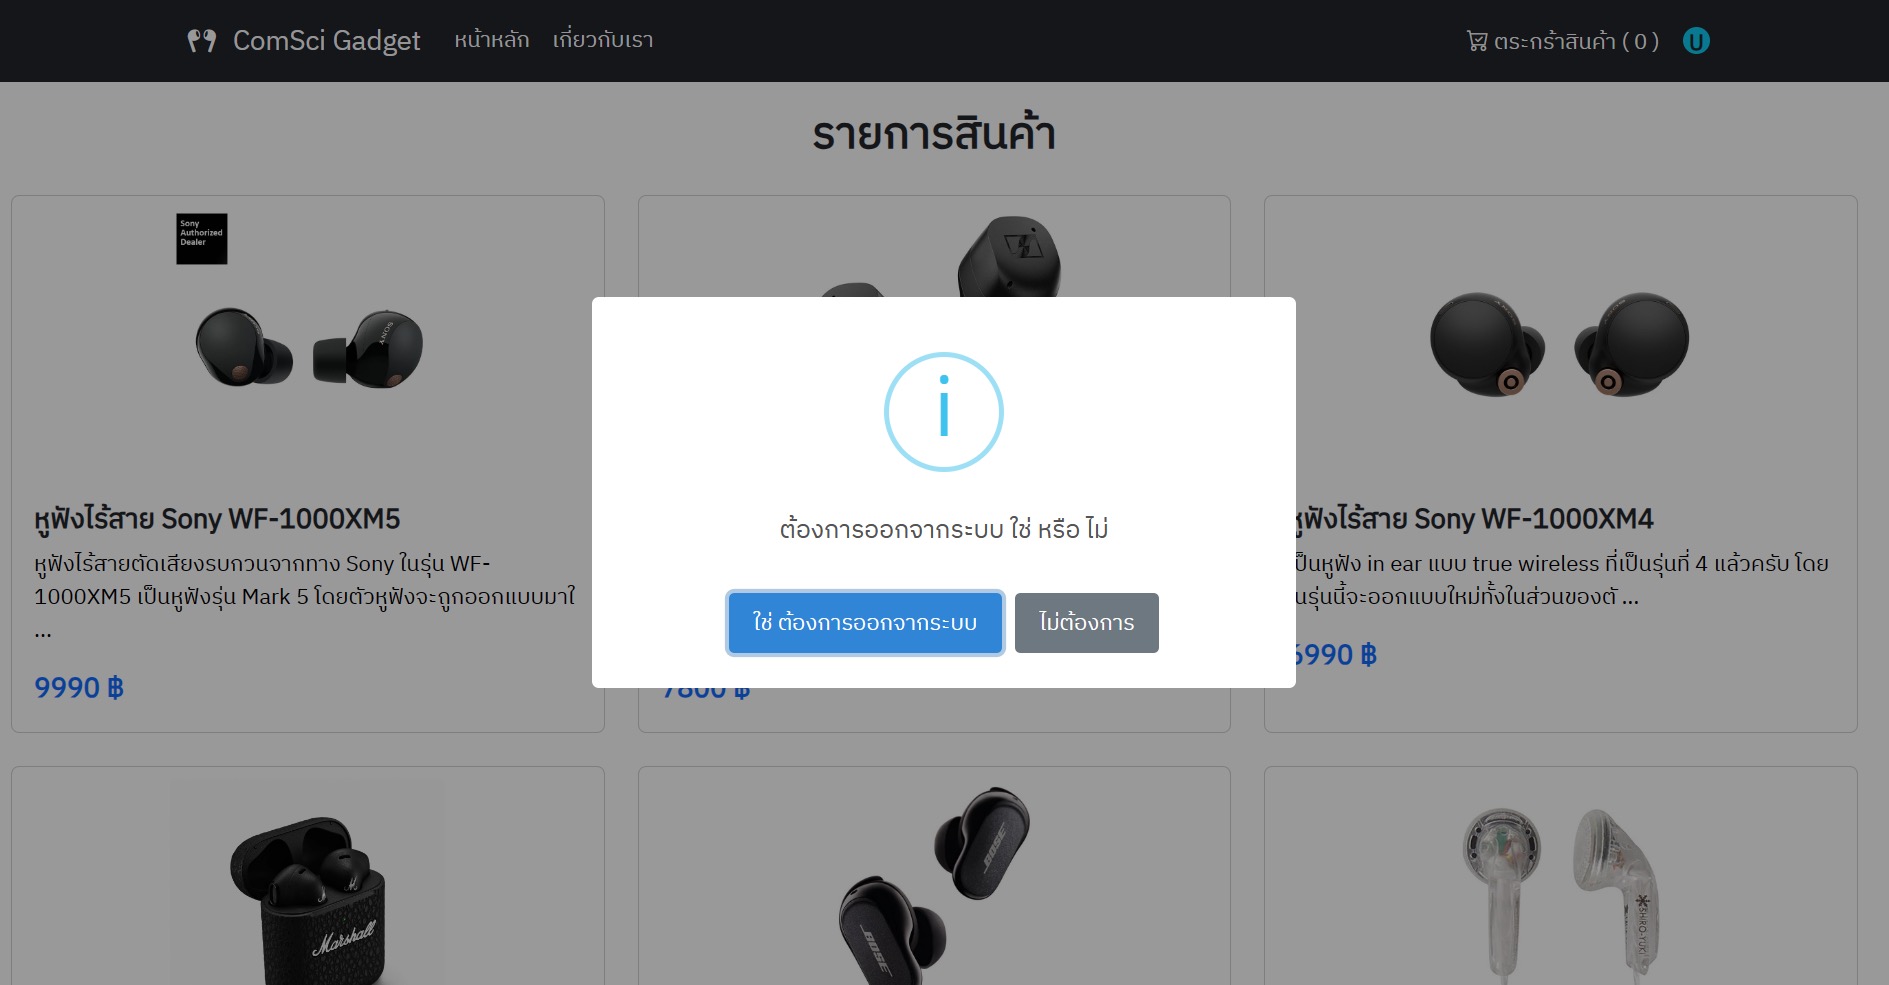 ComSci Gadget
หน้าหลัก
เกี่ยวกับเรา
ตระกร้าสินค้า ( 0 )
U
รายการสินค้า
Sony
Authorized
Dealer
SONY
หูฟังไร้สาย Sony WF-1000XM5
หูฟังไร้สายตัดเสียงรบกวนจากทาง Sony ในรุ่น WF-
1000XM5 เป็นหูฟังรุ่น Mark 5 โดยตัวหูฟังจะถูกออกแบบมาใ
...
9990 ฿
7800 ฿
หูฟังไร้สาย Sony WF-1000XM4
เป็นหูฟัง in ear แบบ true wireless ที่เป็นรุ่นที่ 4 แล้วครับ โดย
นรุ่นนี้จะออกแบบใหม่ทั้งในส่วนของตั ...
6990 ฿
i
ต้องการออกจากระบบ ใช่ หรือ ไม่
ใช่ ต้องการออกจากระบบ
ไม่ต้องการ
M
Marshall
BOSE
BOSE
SHIRO-YUKI